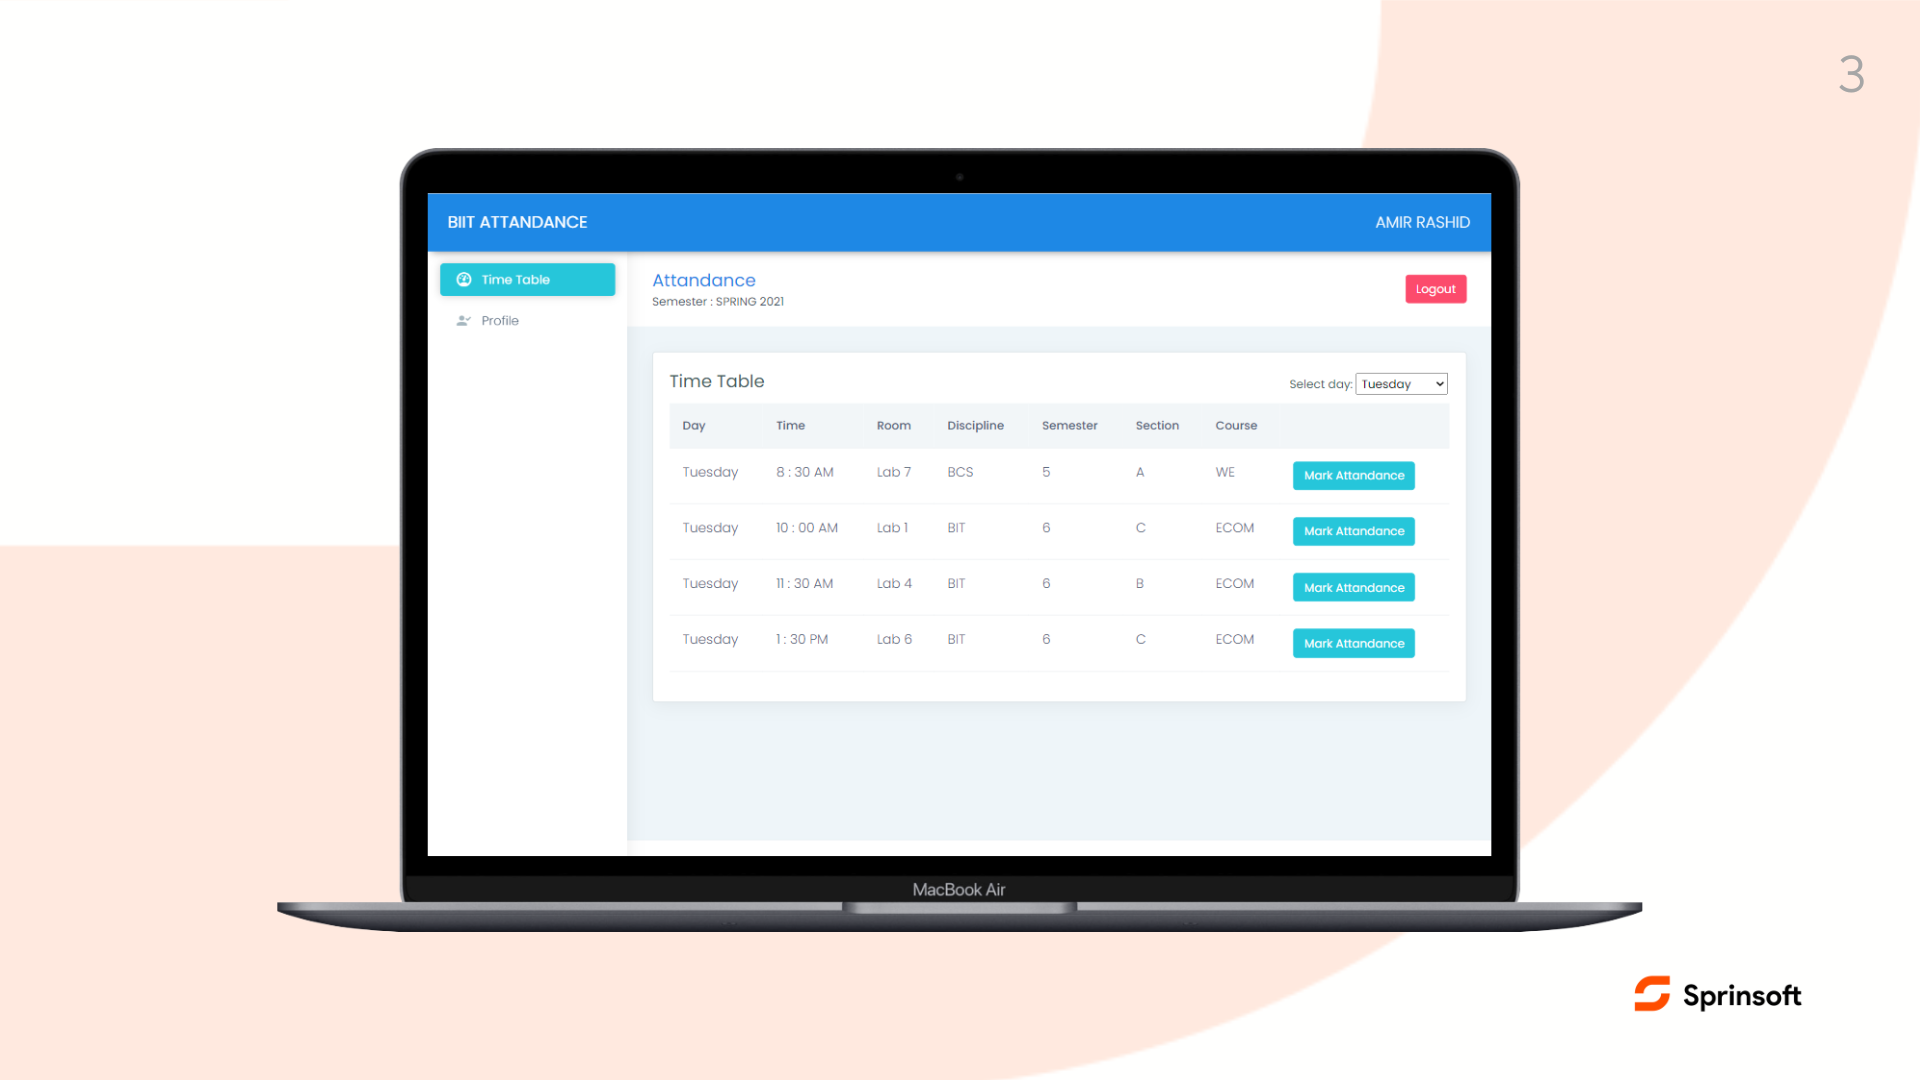 3
BIIT ATTANDANCE
AMIR RASHID
Time Table
Profile
Attandance
Semester : SPRING 2021
Logout
Time Table
Select day: Tuesday
Day Time Room Discipline Semester Section Course
Tuesday 8 : 30 AM Lab 7 BCS 5 A WE Mark Attandance
Tuesday 10 : 00 AM Lab 1 BIT 6 C ECOM Mark Attandance
Tuesday 11 : 30 AM Lab 4 BIT 6 B ECOM Mark Attandance
Tuesday 1 : 30 PM Lab 6 BIT 6 C ECOM Mark Attandance
MacBook Air
Sprinsoft